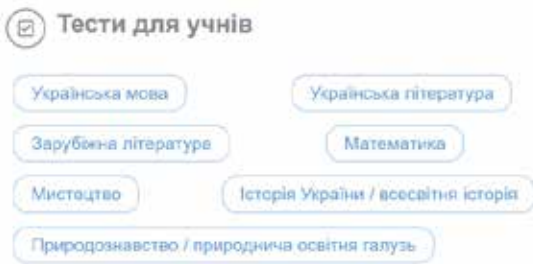 Тести для учнів
Українська мова
Українська література
Зарубіжна література
Математика
Мистецтво
Історія України / всесвітня історія
Природознавство / природнича освітня галузь